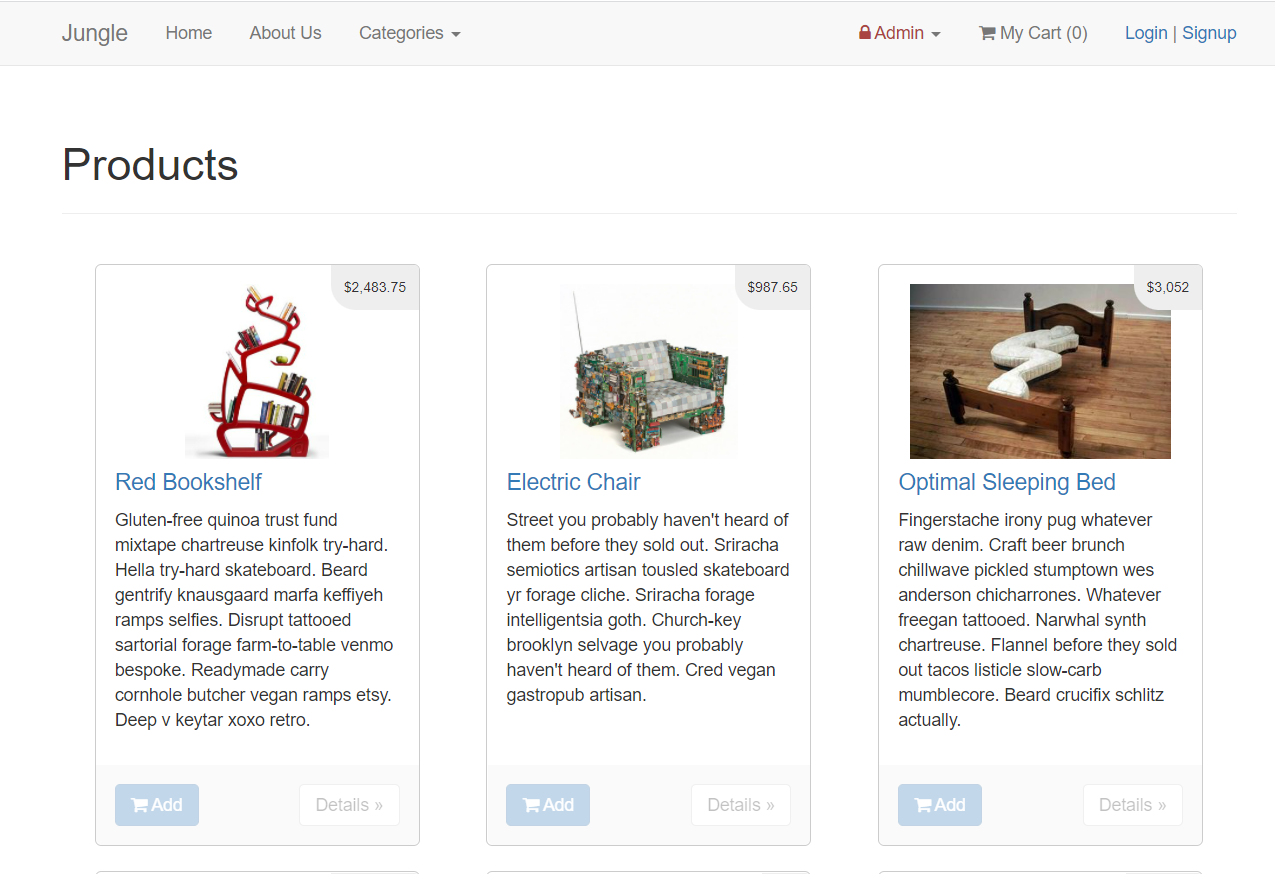 Jungle Home About Us Categories Admin My Cart (0) Login | Signup
Products
$2,483.75
Red Bookshelf
Gluten-free quinoa trust fund
mixtape chartreuse kinfolk try-hard.
Hella try-hard skateboard. Beard
gentrify knausgaard marfa keffiyeh
ramps selfies. Disrupt tattooed
sartorial forage farm-to-table venmo
bespoke. Readymade carry
cornhole butcher vegan ramps etsy.
Deep v keytar xoxo retro.
Add Details »
$987.65
Electric Chair
Street you probably haven't heard of
them before they sold out. Sriracha
semiotics artisan tousled skateboard
yr forage cliche. Sriracha forage
intelligentsia goth. Church-key
brooklyn selvage you probably
haven't heard of them. Cred vegan
gastropub artisan.
Add Details »
$3,052
Optimal Sleeping Bed
Fingerstache irony pug whatever
raw denim. Craft beer brunch
chillwave pickled stumptown wes
anderson chicharrones. Whatever
freegan tattooed. Narwhal synth
chartreuse. Flannel before they sold
out tacos listicle slow-carb
mumblecore. Beard crucifix schlitz
actually.
Add Details »